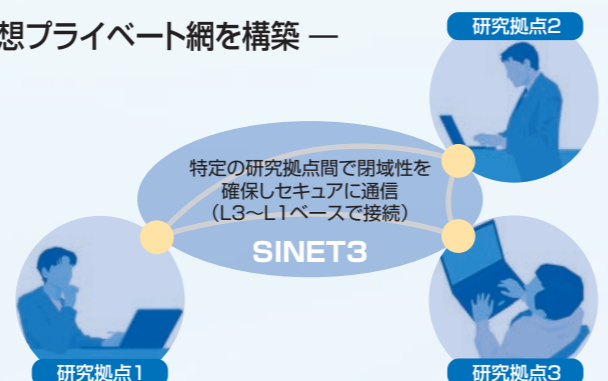 想プライベート網を構築 ―
研究拠点2
特定の研究拠点間で閉域性を
確保しセキュアに通信
（L3～L1ベースで接続）
SINET3
研究拠点1
研究拠点3